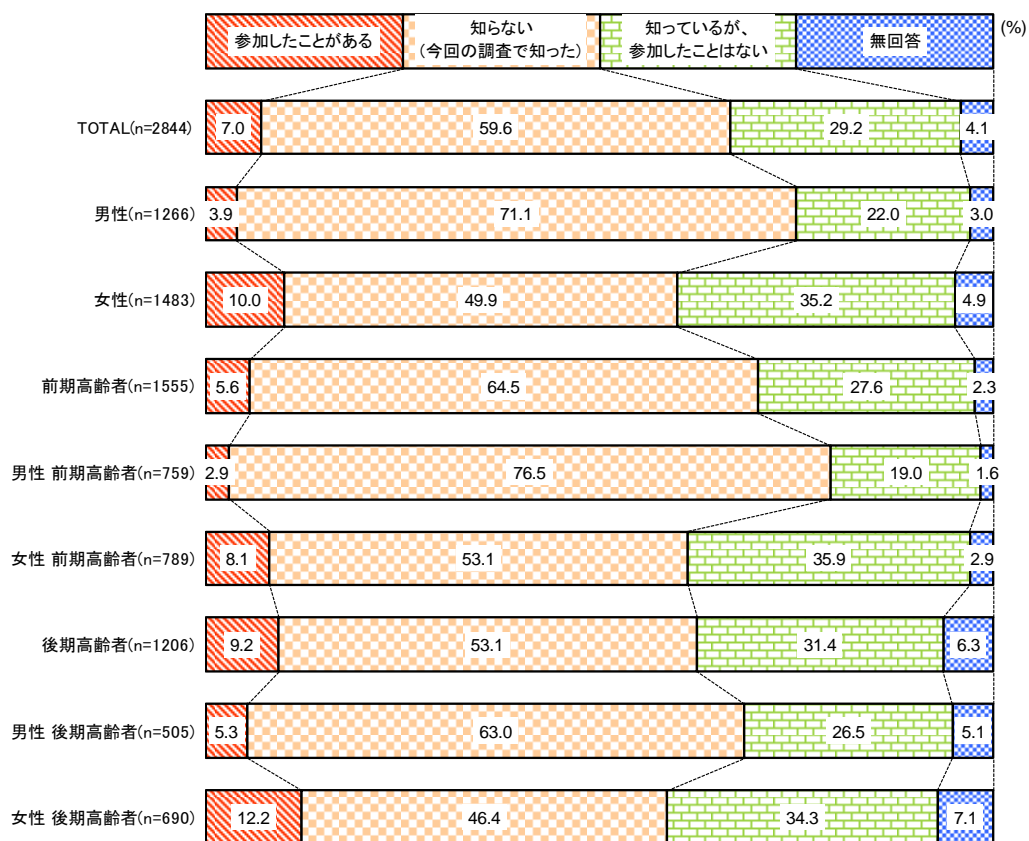 参加したことがある
知らない
(今回の調査で知った)
知っているが、
参加したことはない
無回答
(%)
TOTAL(n=2844)
7.0
59.6
29.2
4.1
男性(n=1266)
3.9
71.1
22.0
3.0
女性(n=1483)
10.0
49.9
35.2
4.9
前期高齢者(n=1555)
5.6
64.5
27.6
2.3
男性 前期高齢者(n=759)
2.9
76.5
19.0
1.6
女性 前期高齢者(n=789)
8.1
53.1
35.9
2.9
後期高齢者(n=1206)
9.2
53.1
31.4
6.3
男性 後期高齢者(n=505)
5.3
63.0
26.5
5.1
女性 後期高齢者(n=690)
12.2
46.4
34.3
7.1